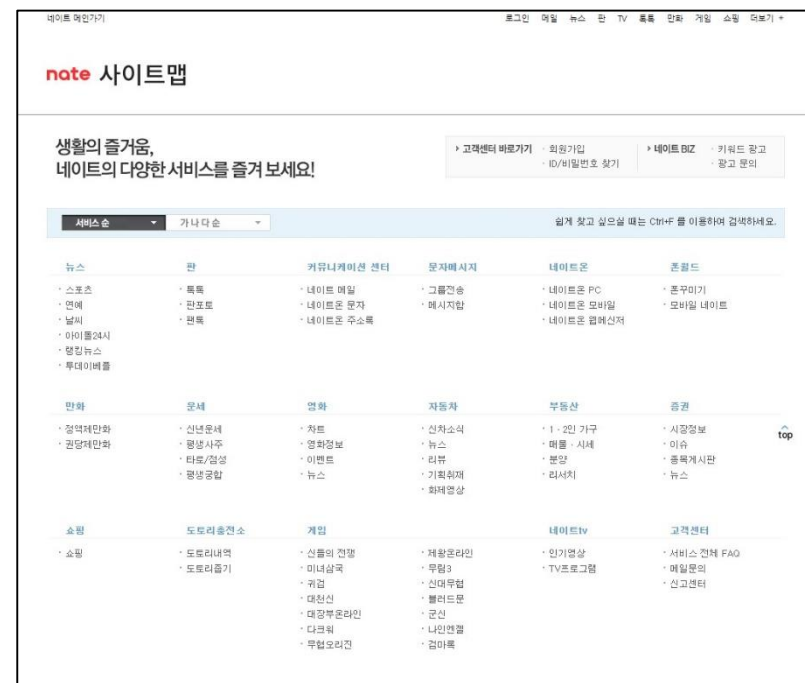 네이트 메인가기
로그인 메일 뉴스 판 TV 톡톡 만화 게임 쇼핑 더보기 +
nate 사이트맵
생활의 즐거움,
네이트의 다양한 서비스를 즐겨 보세요!
고객센터 바로가기 · 회원가입
· ID/비밀번호 찾기
네이트 BIZ · 키워드 광고
· 광고 문의
서비스 순 가나다순
쉽게 찾고 싶으실 때는 Ctrl+F 를 이용하여 검색하세요.
뉴스
· 스포츠
· 연예
· 날씨
· 아이돌24시
· 랭킹뉴스
· 투데이베플
판
· 톡톡
· 판포토
· 팬톡
커뮤니케이션 센터
· 네이트 메일
· 네이트온 문자
· 네이트온 주소록
문자메시지
· 그룹전송
· 메시지함
네이트온
· 네이트온 PC
· 네이트온 모바일
· 네이트온 웹메신저
폰월드
· 폰꾸미기
· 모바일 네이트
만화
· 정액제만화
· 권당제만화
운세
· 신년운세
· 평생사주
· 타로/점성
· 평생궁합
영화
· 차트
· 영화정보
· 이벤트
· 뉴스
자동차
· 신차소식
· 뉴스
· 리뷰
· 기획취재
· 화제영상
부동산
· 1 · 2인 가구
· 매물 · 시세
· 분양
· 리서치
증권
· 시장정보
· 이슈
· 종목게시판
· 뉴스
top
쇼핑
· 쇼핑
도토리충전소
· 도토리내역
· 도토리줍기
게임
· 신들의 전쟁
· 미녀삼국
· 귀검
· 대천신
· 대장부온라인
· 다크워
· 무협오리진
· 제왕온라인
· 무림3
· 신대무협
· 블러드문
· 군신
· 나인엔젤
· 검마록
네이트tv
· 인기영상
· TV프로그램
고객센터
· 서비스 전체 FAQ
· 메일문의
· 신고센터